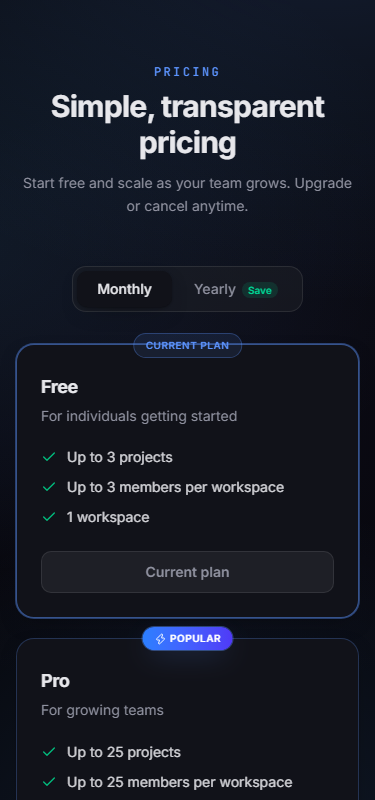 PRICING
Simple, transparent
pricing
Start free and scale as your team grows. Upgrade
or cancel anytime.
Monthly Yearly Save
CURRENT PLAN
Free
For individuals getting started
Up to 3 projects
Up to 3 members per workspace
1 workspace
Current plan
POPULAR
Pro
For growing teams
Up to 25 projects
Up to 25 members per workspace